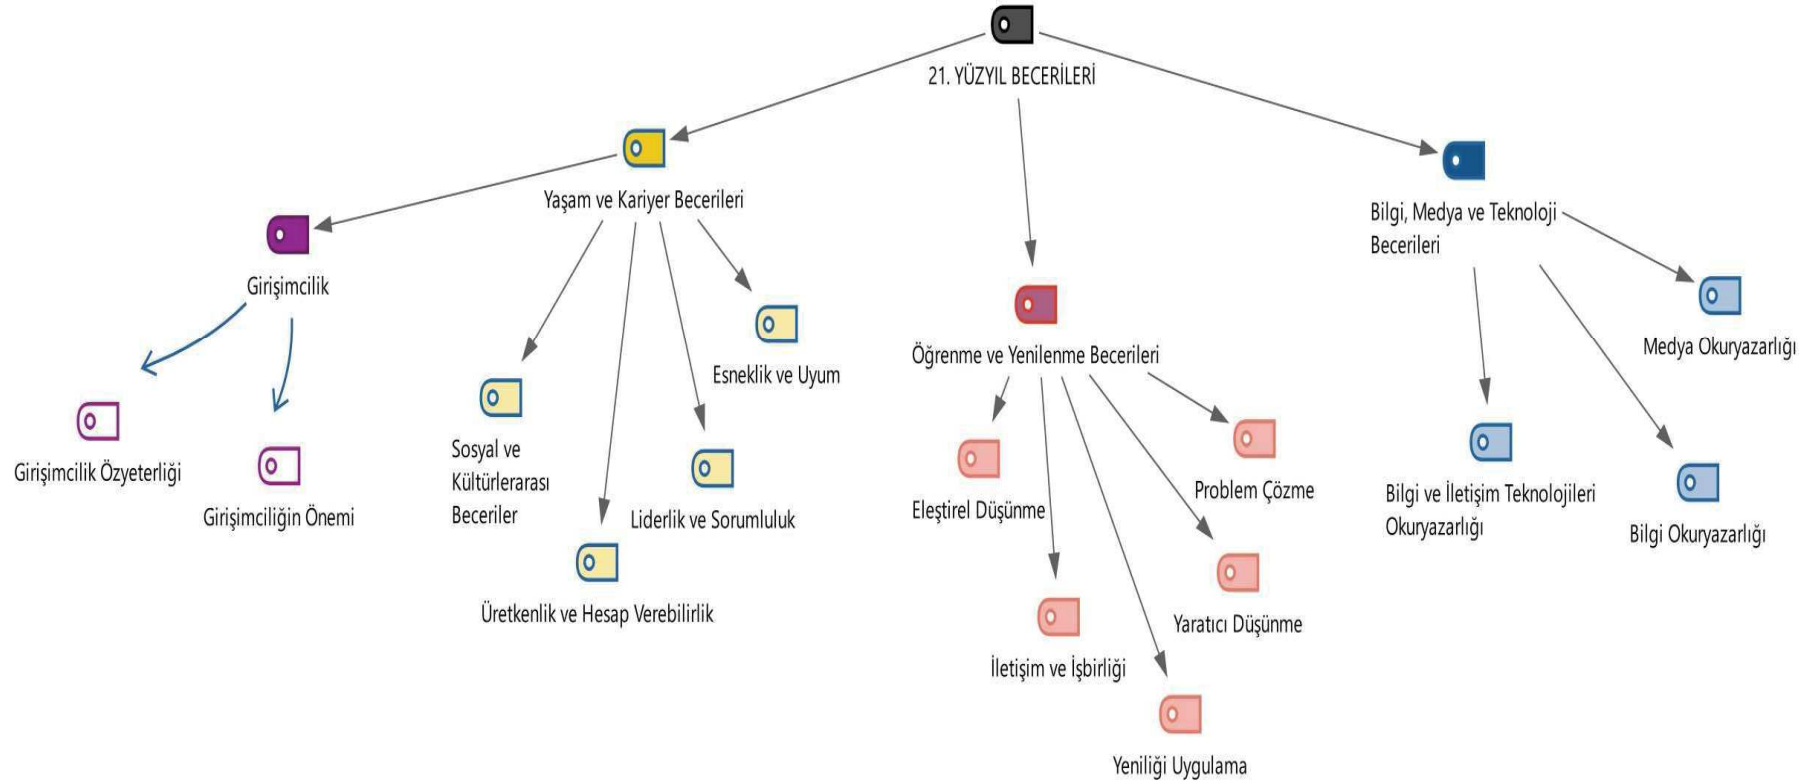 21. YÜZYIL BECERİLERİ
Yaşam ve Kariyer Becerileri
Bilgi, Medya ve Teknoloji
Becerileri
Girişimcilik
Öğrenme ve Yenilenme Becerileri
Medya Okuryazarlığı
Esneklik ve Uyum
Sosyal ve
Kültürlerarası
Beceriler
Girişimcilik Özyeterliği
Girişimciliğin Önemi
Liderlik ve Sorumluluk
Üretkenlik ve Hesap Verebilirlik
Eleştirel Düşünme
Problem Çözme
Bilgi ve İletişim Teknolojileri
Okuryazarlığı
Bilgi Okuryazarlığı
Yaratıcı Düşünme
İletişim ve İşbirliği
Yeniliği Uygulama